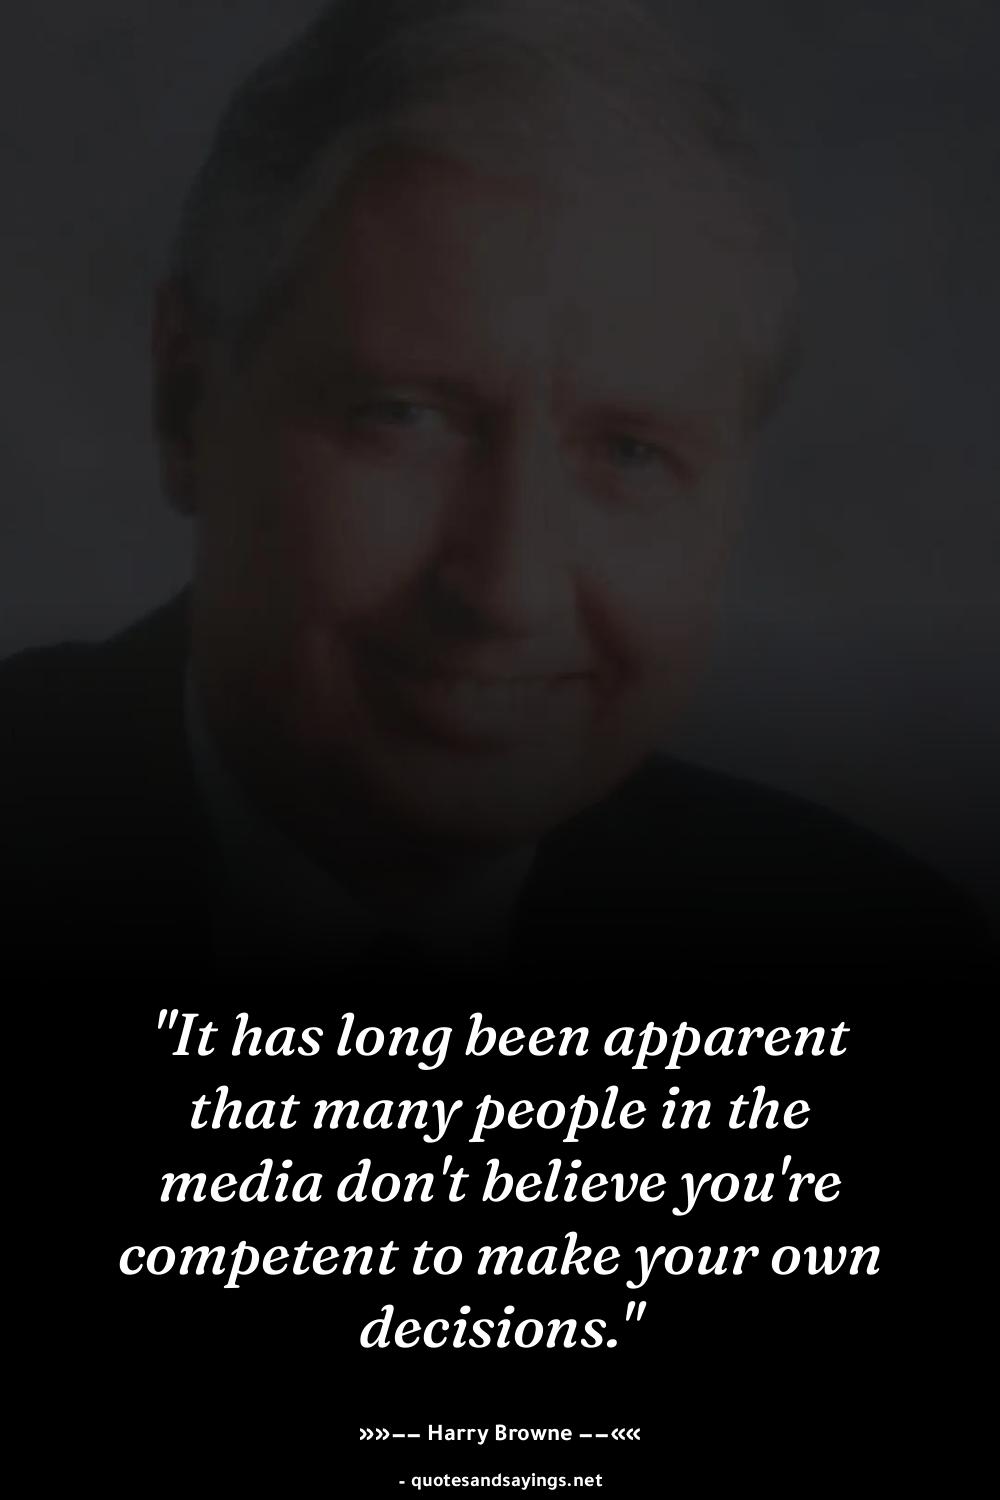 "It has long been apparent
that many people in the
media don't believe you're
competent to make your own
decisions."
»»—— Harry Browne ——««
- quotesandsayings.net